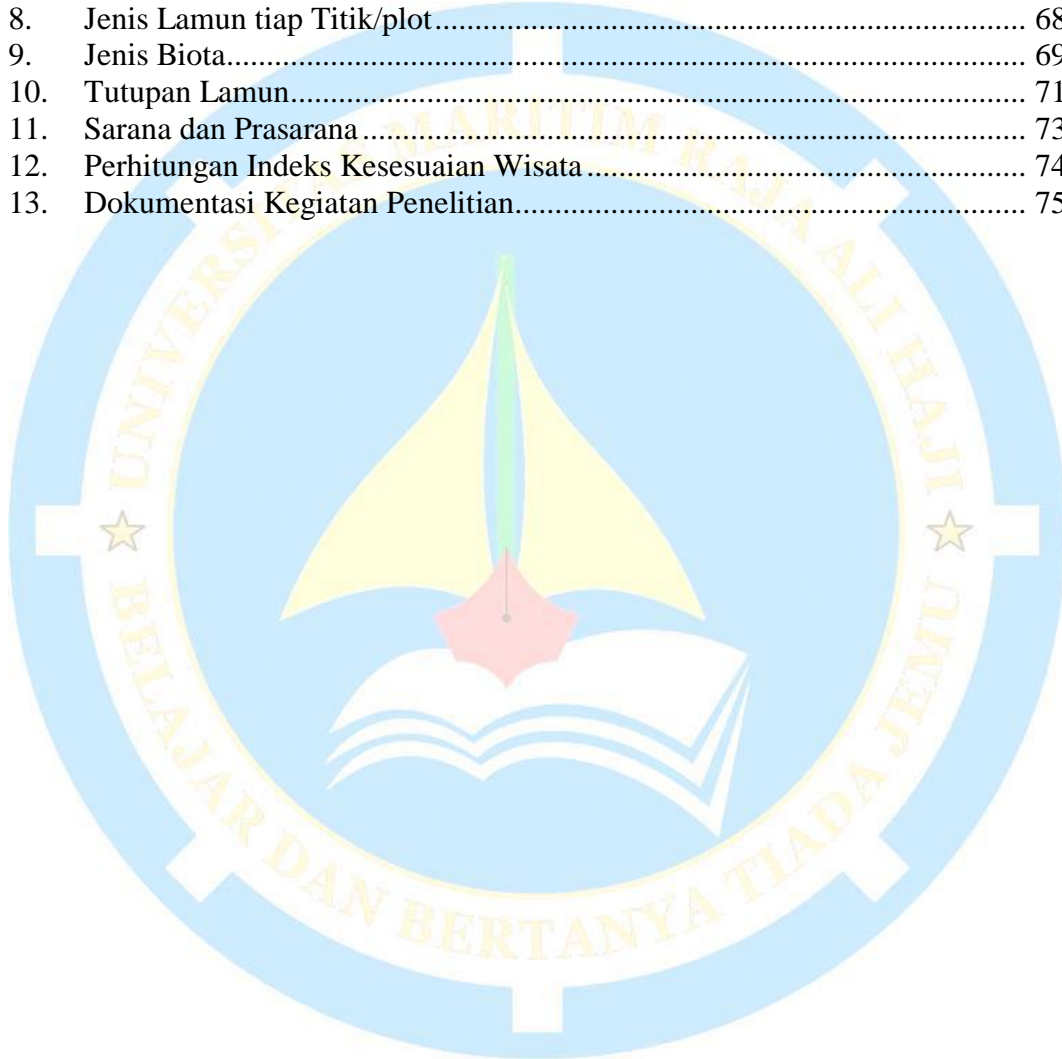 8. Jenis Lamun tiap Titik/plot.......................................................................................... 68
9. Jenis Biota.......................................................................................... 69
10. Tutupan Lamun.......................................................................................... 71
11. Sarana dan Prasarana.......................................................................................... 73
12. Perhitungan Indeks Kesesuaian Wisata.......................................................................................... 74
13. Dokumentasi Kegiatan Penelitian.......................................................................................... 75
UNIVERSITAS MARITIM RAJA ALI HAJI
BELAJAR DAN BERTANYA TIADA JEMU